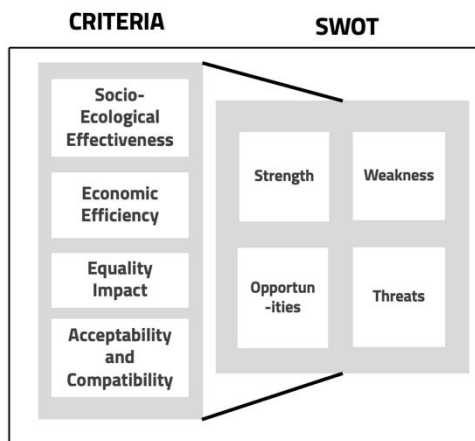 CRITERIA
SWOT
Socio-
Ecological
Effectiveness
Economic
Efficiency
Equality
Impact
Acceptability
and
Compatibility
Strength
Weakness
Opportun
-ities
Threats